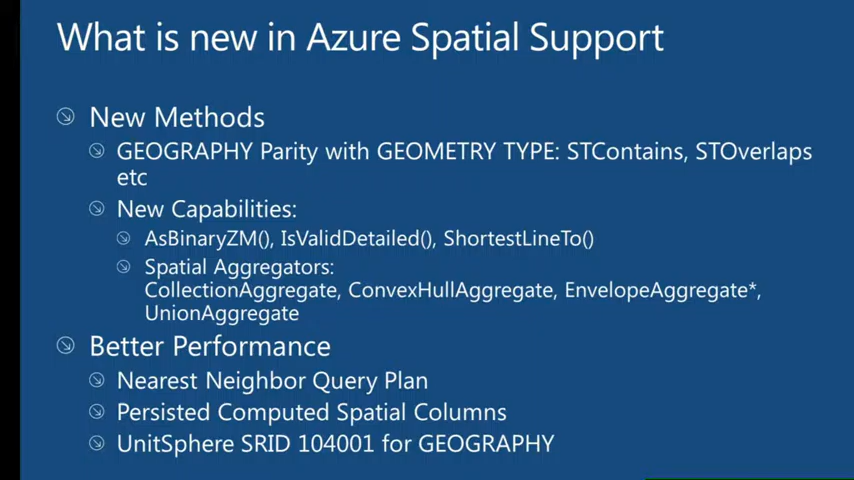 What is new in Azure Spatial Support
New Methods
GEOGRAPHY Parity with GEOMETRY TYPE: STContains, STOverlaps
etc
New Capabilities:
AsBinaryZM(), IsValidDetailed(), ShortestLineTo()
Spatial Aggregators:
CollectionAggregate, ConvexHullAggregate, EnvelopeAggregate*,
UnionAggregate
Better Performance
Nearest Neighbor Query Plan
Persisted Computed Spatial Columns
UnitSphere SRID 104001 for GEOGRAPHY